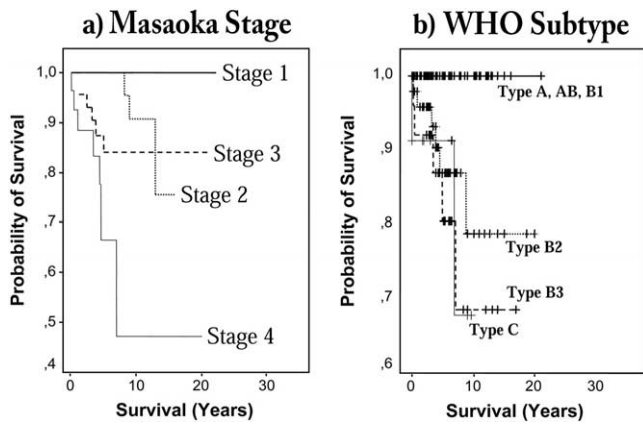 a) Masaoka Stage
Probability of Survival
1,0
,9
,8
,7
,6
,5
,4
Stage 1
Stage 3
Stage 2
Stage 4
0
10
20
30
Survival (Years)
b) WHO Subtype
Probability of Survival
1,0
,9
,8
,7
,6
Type A, AB, B1
Type B2
Type B3
Type C
0
10
20
30
Survival (Years)